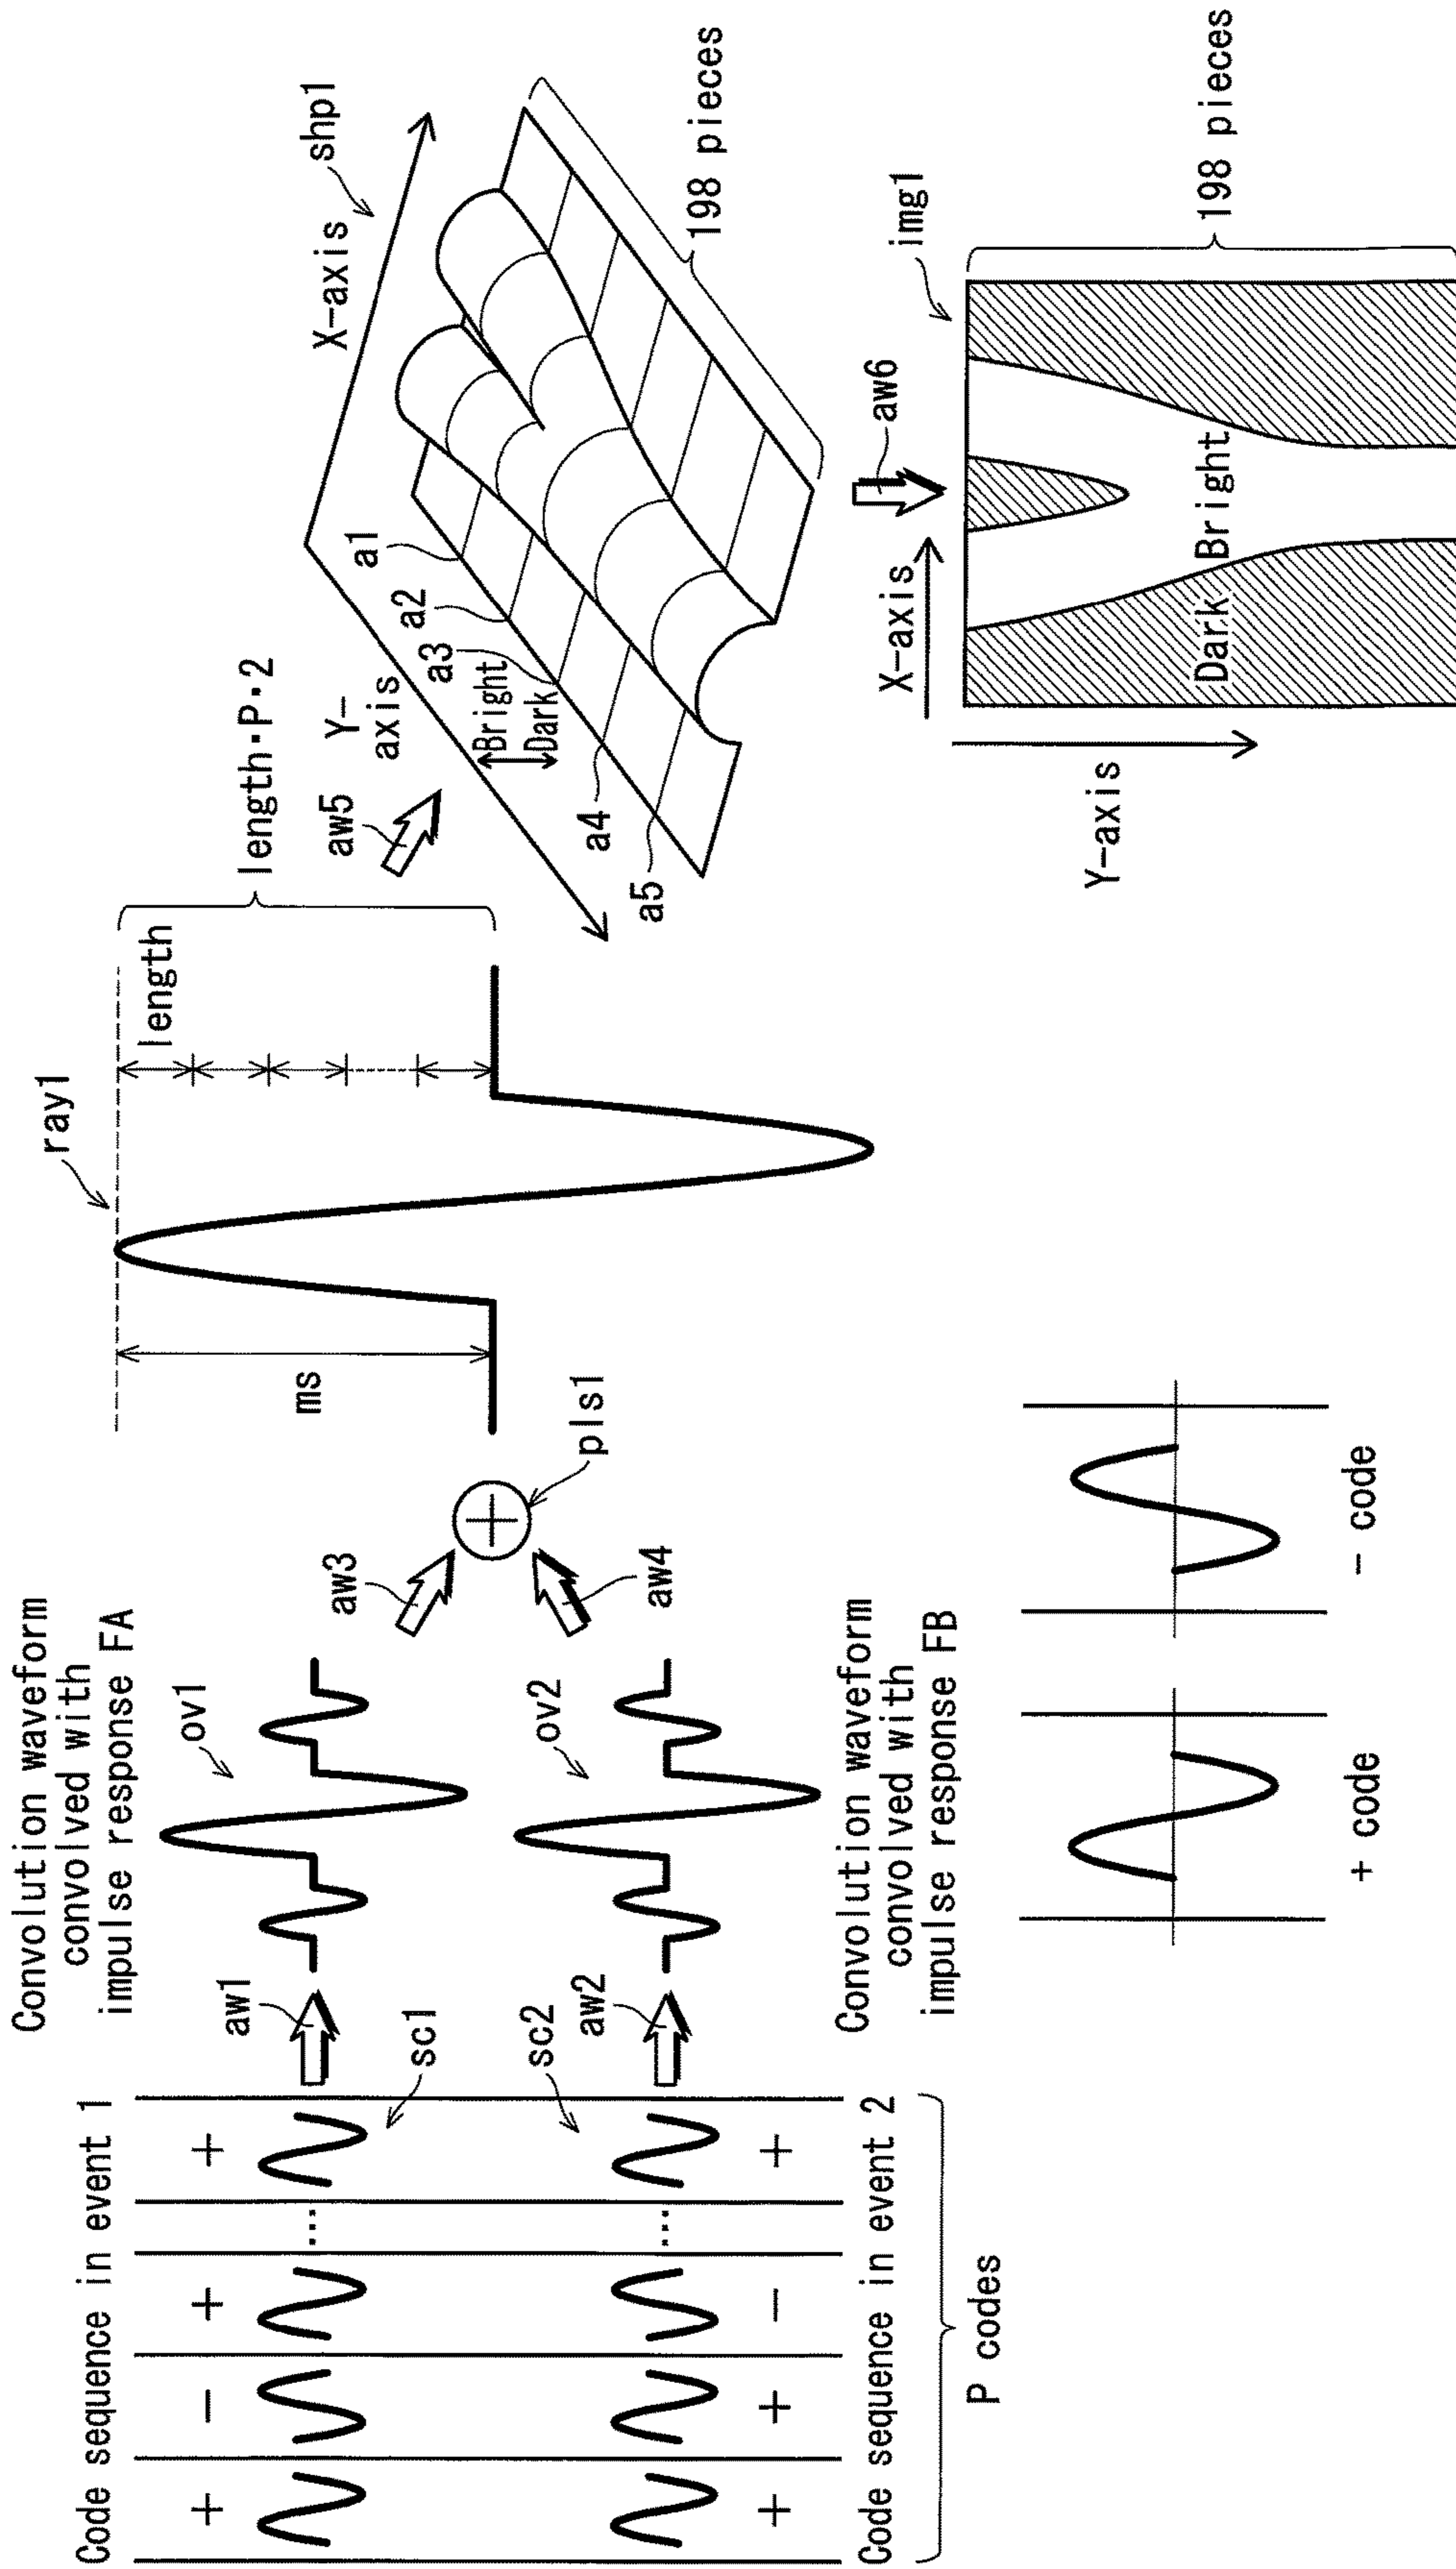 Code sequence in event 1
+
−
+
...
+
sc1
+
+
−
...
+
sc2
Code sequence in event 2
P codes
aw1
aw2
Convolution waveform
convolved with
impulse response FA
ov1
ov2
Convolution waveform
convolved with
impulse response FB
+ code
− code
aw3
aw4
+
pls1
ray1
ms
length
length·P·2
aw5
X-axis
shp1
Y-
axis
Bright
Dark
a1
a2
a3
a4
a5
198 pieces
aw6
img1
X-axis
Y-axis
Dark
Bright
198 pieces